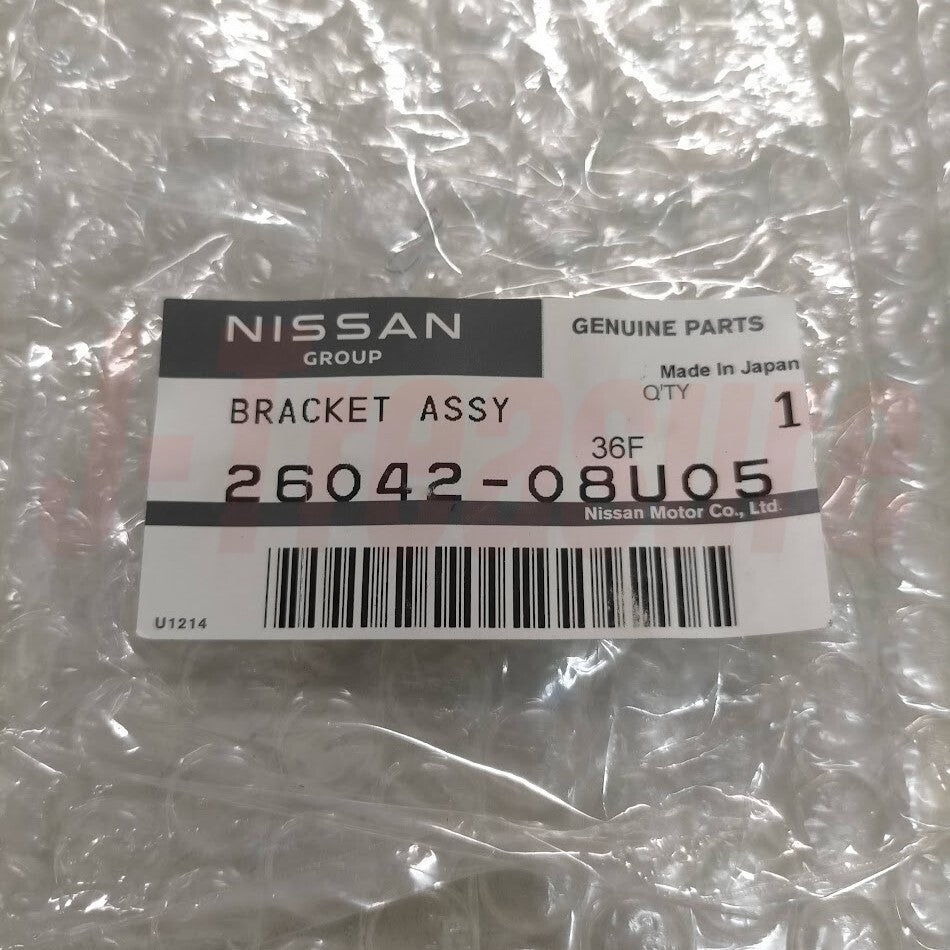 NISSAN
GROUP
GENUINE PARTS
Made In Japan
Q'TY
BRACKET ASSY
1
36F
26042-08U05
Nissan Motor Co., Ltd.
U1214
J-Treasure